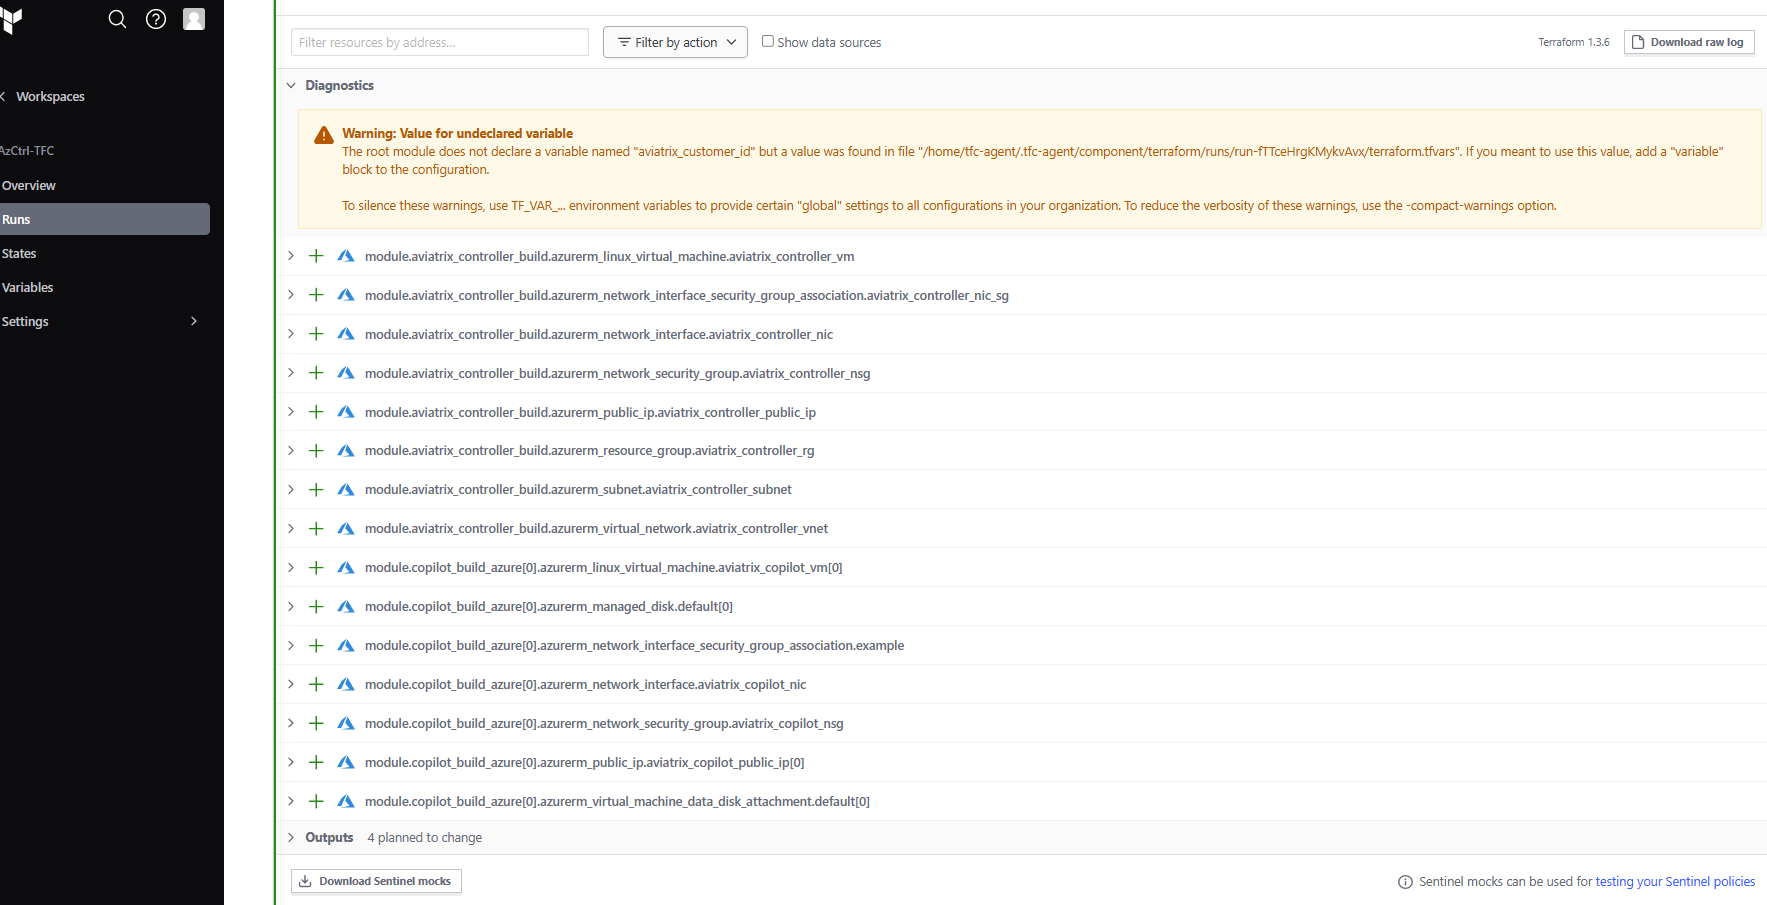 Filter resources by address...
Filter by action
Show data sources
Terraform 1.3.6
Download raw log
Workspaces
AzCtrl-TFC
Overview
Runs
States
Variables
Settings
Diagnostics
Warning: Value for undeclared variable
The root module does not declare a variable named "aviatrix_customer_id" but a value was found in file "/home/tfc-agent/.tfc-agent/component/terraform/runs/run-fTTceHrgKMykvAvx/terraform.tfvars". If you meant to use this value, add a "variable"
block to the configuration.
To silence these warnings, use TF_VAR_... environment variables to provide certain "global" settings to all configurations in your organization. To reduce the verbosity of these warnings, use the -compact-warnings option.
module.aviatrix_controller_build.azurerm_linux_virtual_machine.aviatrix_controller_vm
module.aviatrix_controller_build.azurerm_network_interface_security_group_association.aviatrix_controller_nic_sg
module.aviatrix_controller_build.azurerm_network_interface.aviatrix_controller_nic
module.aviatrix_controller_build.azurerm_network_security_group.aviatrix_controller_nsg
module.aviatrix_controller_build.azurerm_public_ip.aviatrix_controller_public_ip
module.aviatrix_controller_build.azurerm_resource_group.aviatrix_controller_rg
module.aviatrix_controller_build.azurerm_subnet.aviatrix_controller_subnet
module.aviatrix_controller_build.azurerm_virtual_network.aviatrix_controller_vnet
module.copilot_build_azure[0].azurerm_linux_virtual_machine.aviatrix_copilot_vm[0]
module.copilot_build_azure[0].azurerm_managed_disk.default[0]
module.copilot_build_azure[0].azurerm_network_interface_security_group_association.example
module.copilot_build_azure[0].azurerm_network_interface.aviatrix_copilot_nic
module.copilot_build_azure[0].azurerm_network_security_group.aviatrix_copilot_nsg
module.copilot_build_azure[0].azurerm_public_ip.aviatrix_copilot_public_ip[0]
module.copilot_build_azure[0].azurerm_virtual_machine_data_disk_attachment.default[0]
Outputs 4 planned to change
Download Sentinel mocks
Sentinel mocks can be used for testing your Sentinel policies